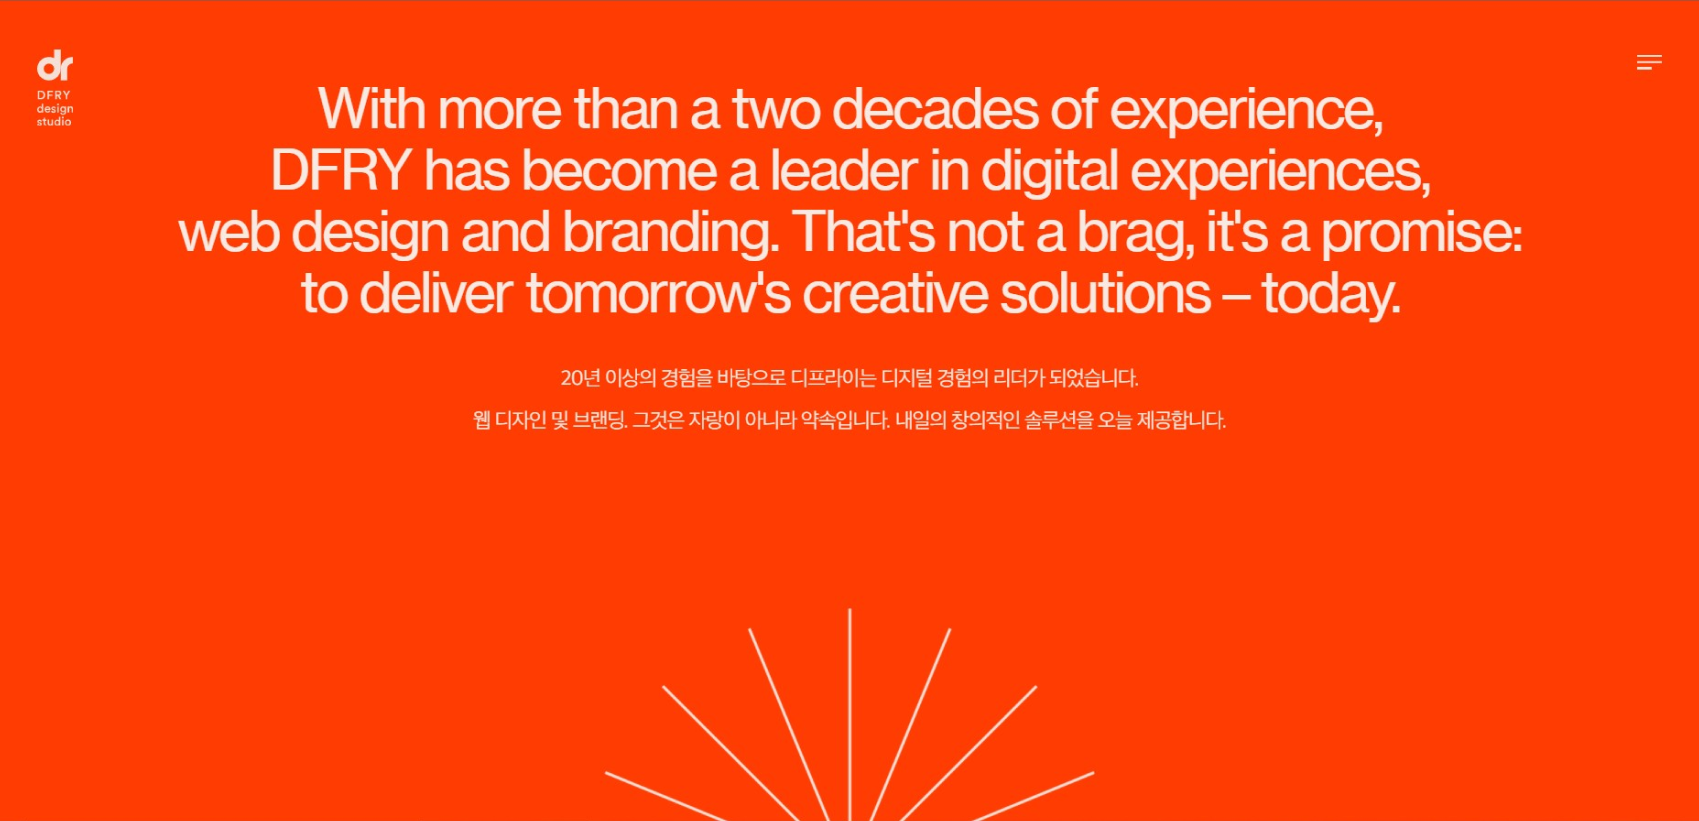 dr
DFRY
design
studio
With more than a two decades of experience,
DFRY has become a leader in digital experiences,
web design and branding. That's not a brag, it's a promise:
to deliver tomorrow's creative solutions – today.
20년 이상의 경험을 바탕으로 디프라이는 디지털 경험의 리더가 되었습니다.
웹 디자인 및 브랜딩. 그것은 자랑이 아니라 약속입니다. 내일의 창의적인 솔루션을 오늘 제공합니다.